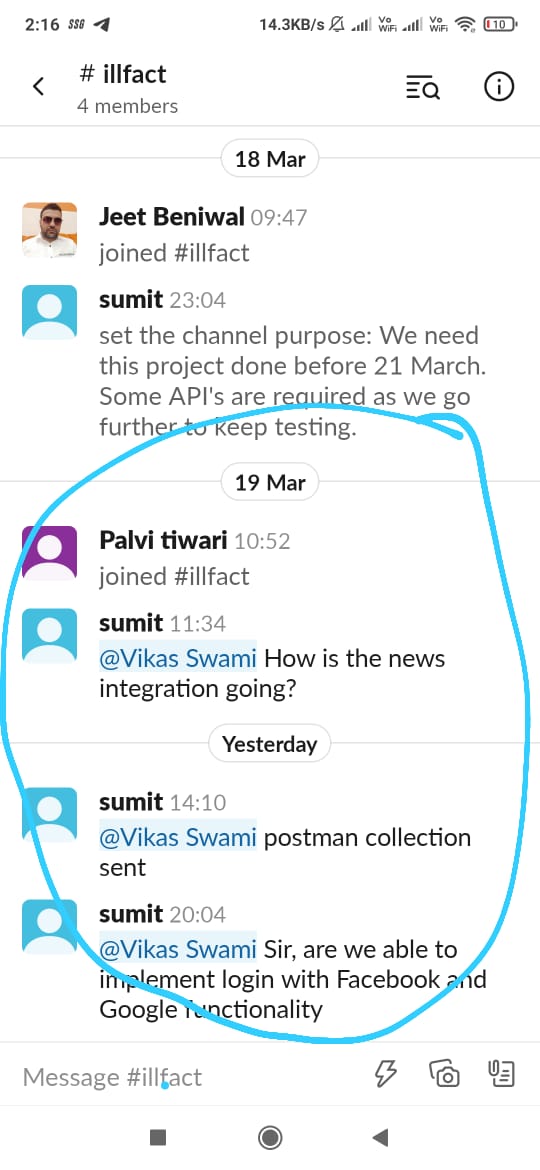 2:16 SSG 14.3KB/s Vo WiFi Vo WiFi 10
# illfact
4 members
18 Mar
Jeet Beniwal 09:47
joined #illfact
sumit 23:04
set the channel purpose: We need
this project done before 21 March.
Some API's are required as we go
further to keep testing.
19 Mar
Palvi tiwari 10:52
joined #illfact
sumit 11:34
@Vikas Swami How is the news
integration going?
Yesterday
sumit 14:10
@Vikas Swami postman collection
sent
sumit 20:04
@Vikas Swami Sir, are we able to
implement login with Facebook and
Google functionality
Message #illfact